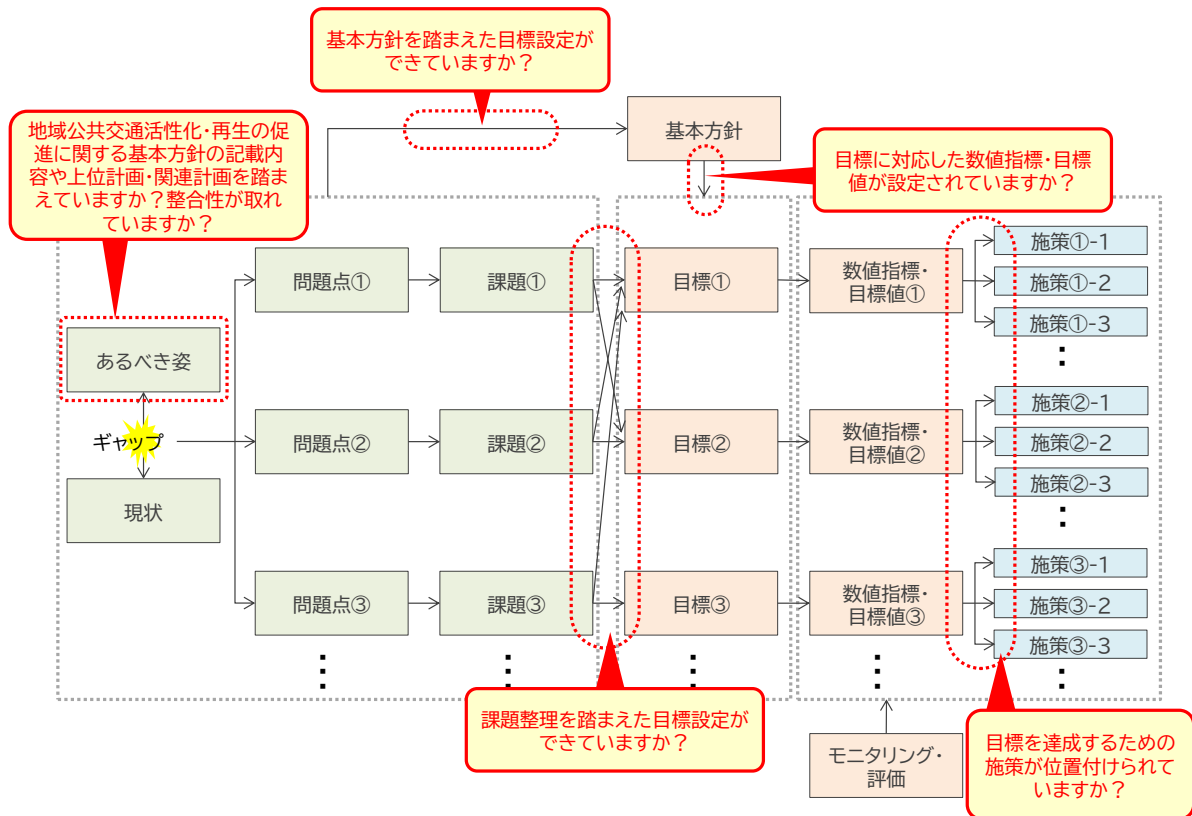 基本方針を踏まえた目標設定が
できていますか？
地域公共交通活性化・再生の促
進に関する基本方針の記載内
容や上位計画・関連計画を踏ま
えていますか？整合性が取れ
ていますか？
基本方針
目標に対応した数値指標・目標
値が設定されていますか？
あるべき姿
ギャップ
現状
問題点①
課題①
目標①
数値指標・
目標値①
施策①-1
施策①-2
施策①-3
⋮
問題点②
課題②
目標②
数値指標・
目標値②
施策②-1
施策②-2
施策②-3
⋮
問題点③
課題③
目標③
数値指標・
目標値③
施策③-1
施策③-2
施策③-3
⋮
⋮
⋮
⋮
⋮
課題整理を踏まえた目標設定が
できていますか？
モニタリング・
評価
目標を達成するための
施策が位置付けられて
いますか？